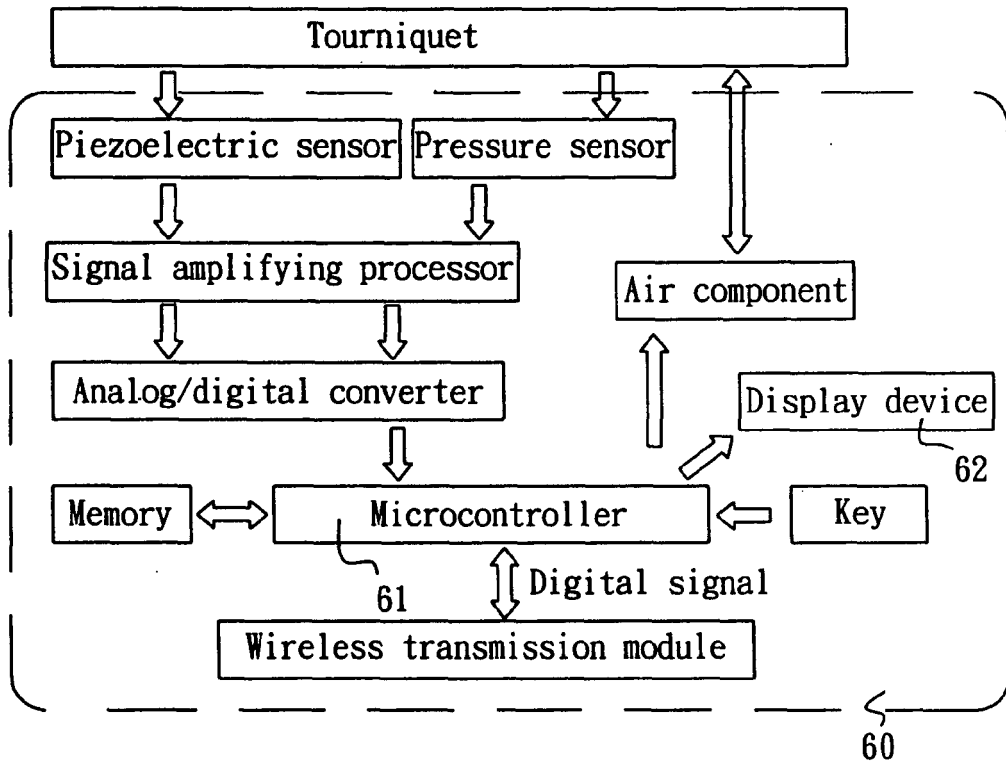 Tourniquet
Piezoelectric sensor
Pressure sensor
Signal amplifying processor
Air component
Analog/digital converter
Display device
62
Memory
Microcontroller
Key
61
Digital signal
Wireless transmission module
60